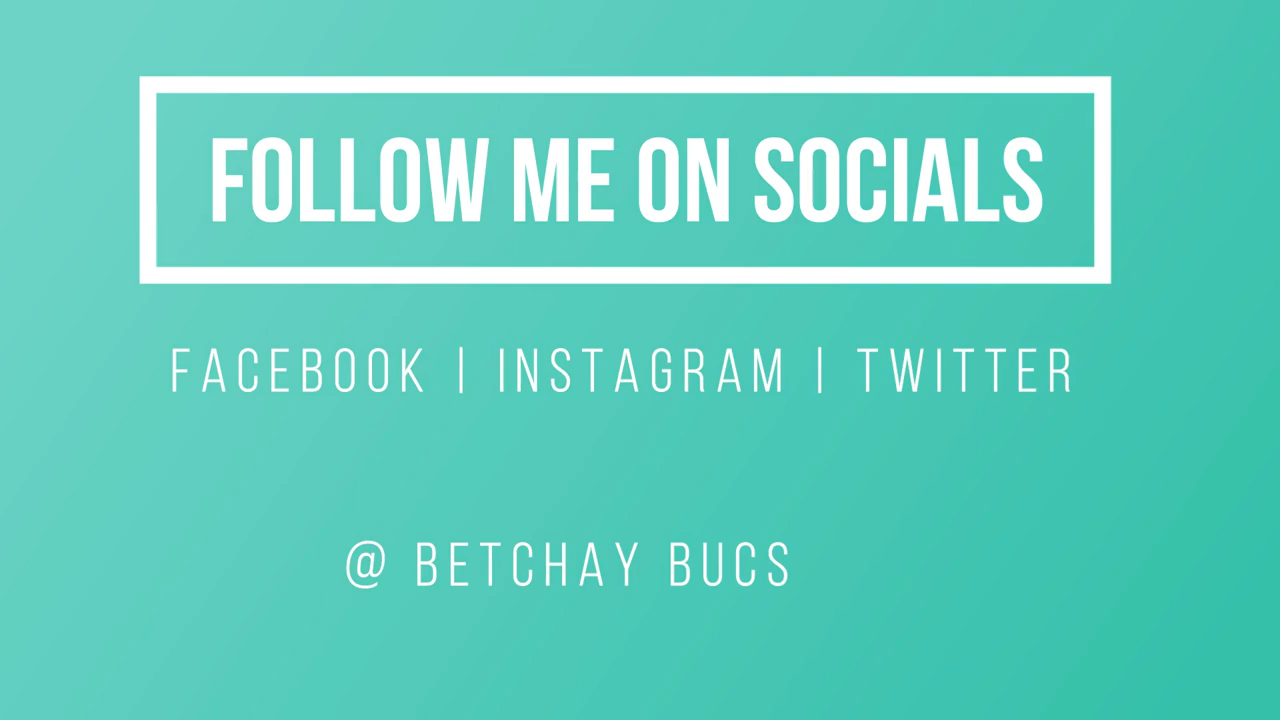 FOLLOW ME ON SOCIALS
FACEBOOK | INSTAGRAM | TWITTER
@ BETCHAY BUCS